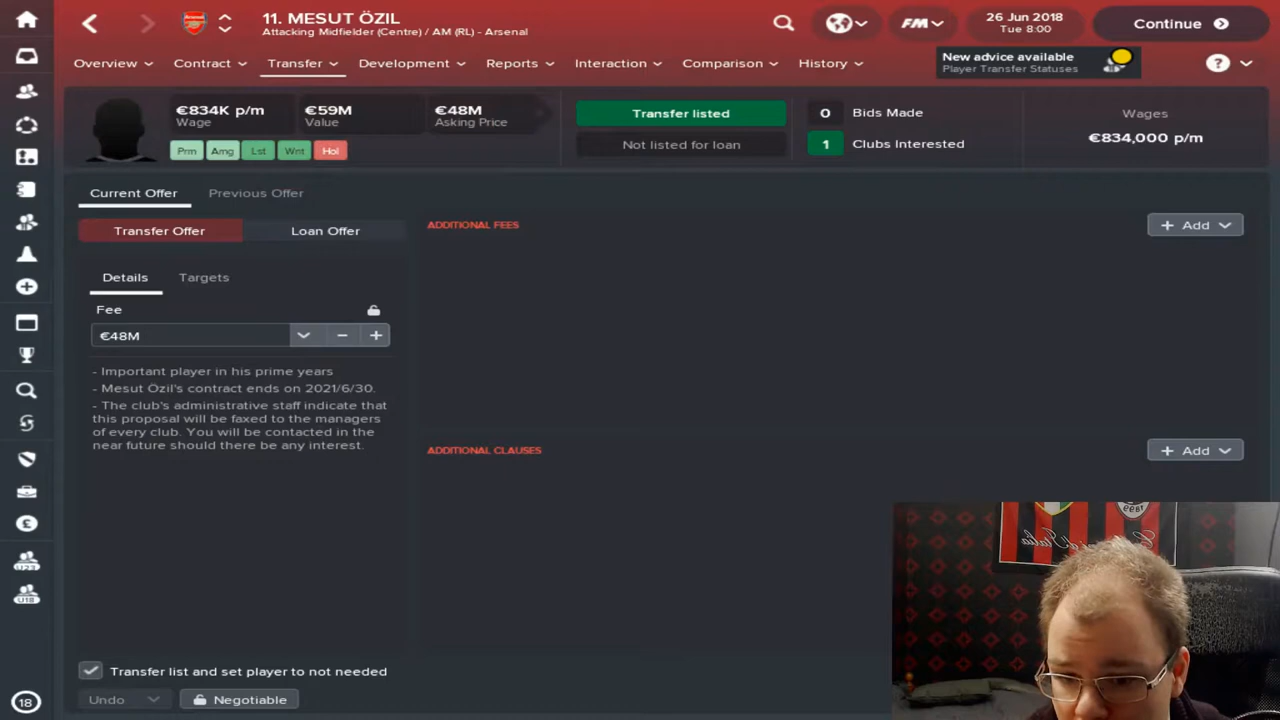 11. MESUT ÖZIL
Attacking Midfielder (Centre) / AM (RL) - Arsenal
FM
26 Jun 2018
Tue 8:00
Continue
Overview
Contract
Transfer
Development
Reports
Interaction
Comparison
History
New advice available
Player Transfer Statuses
?
€834K p/m
Wage
€59M
Value
€48M
Asking Price
Prm
Amg
Lst
Wnt
Hol
Transfer listed
Not listed for loan
0 Bids Made
1 Clubs Interested
Wages
€834,000 p/m
Current Offer
Previous Offer
Transfer Offer
Loan Offer
Details
Targets
Fee
€48M
- Important player in his prime years
- Mesut Özil's contract ends on 2021/6/30.
- The club's administrative staff indicate that
this proposal will be faxed to the managers
of every club. You will be contacted in the
near future should there be any interest.
ADDITIONAL FEES
+ Add
ADDITIONAL CLAUSES
+ Add
Transfer list and set player to not needed
Undo
Negotiable
U23
U18
18